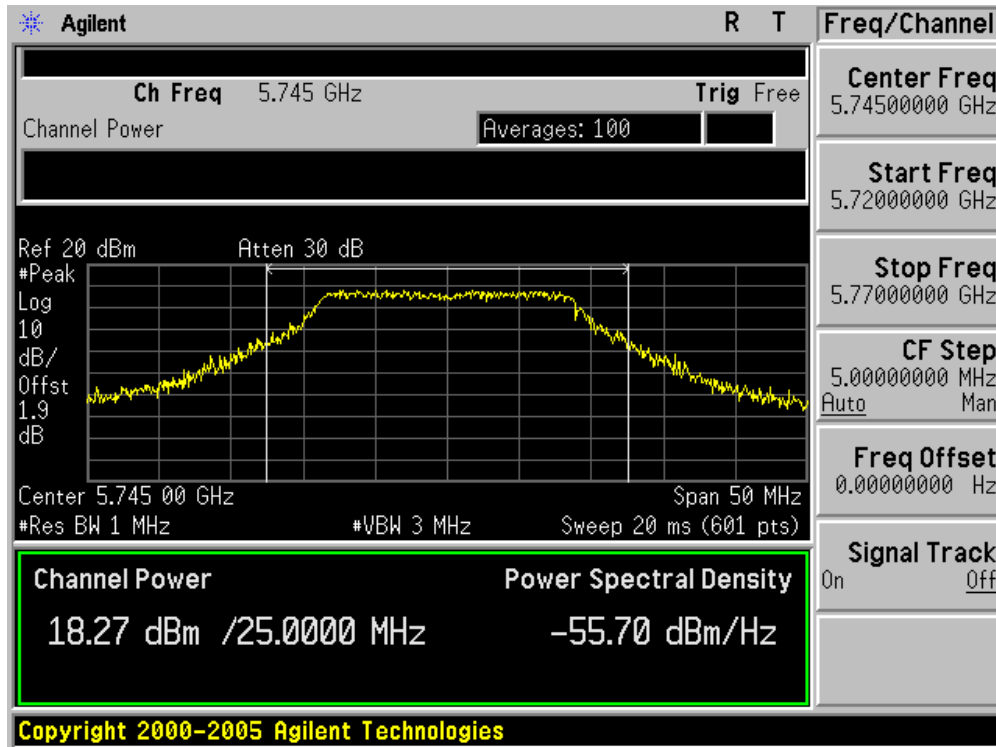 Agilent R T
Freq/Channel
Ch Freq 5.745 GHz Trig Free
Channel Power Averages: 100
Ref 20 dBm Atten 30 dB
#Peak
Log
10
dB/
Offst
1.9
dB
Center 5.745 00 GHz Span 50 MHz
#Res BW 1 MHz #VBW 3 MHz Sweep 20 ms (601 pts)
Channel Power Power Spectral Density
18.27 dBm /25.0000 MHz -55.70 dBm/Hz
Center Freq
5.74500000 GHz
Start Freq
5.72000000 GHz
Stop Freq
5.77000000 GHz
CF Step
5.00000000 MHz
Auto Man
Freq Offset
0.00000000 Hz
Signal Track
On Off
Copyright 2000-2005 Agilent Technologies